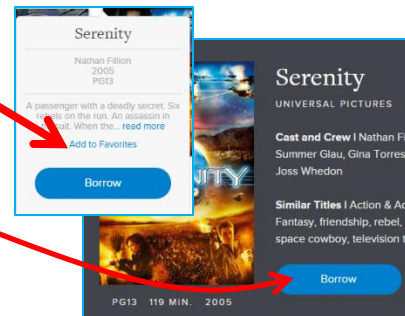 Serenity
Nathan Fillion
2005
PG13
A passenger with a deadly secret. Six
rebels on the run. An assassin in
When the... read more
Add to Favorites
Borrow
Serenity
UNIVERSAL PICTURES
Cast and Crew | Nathan Fi
Summer Glau, Gina Torres
Joss Whedon
Similar Titles | Action & Ad
Fantasy, friendship, rebel,
space cowboy, television t
Borrow
PG13 119 MIN. 2005